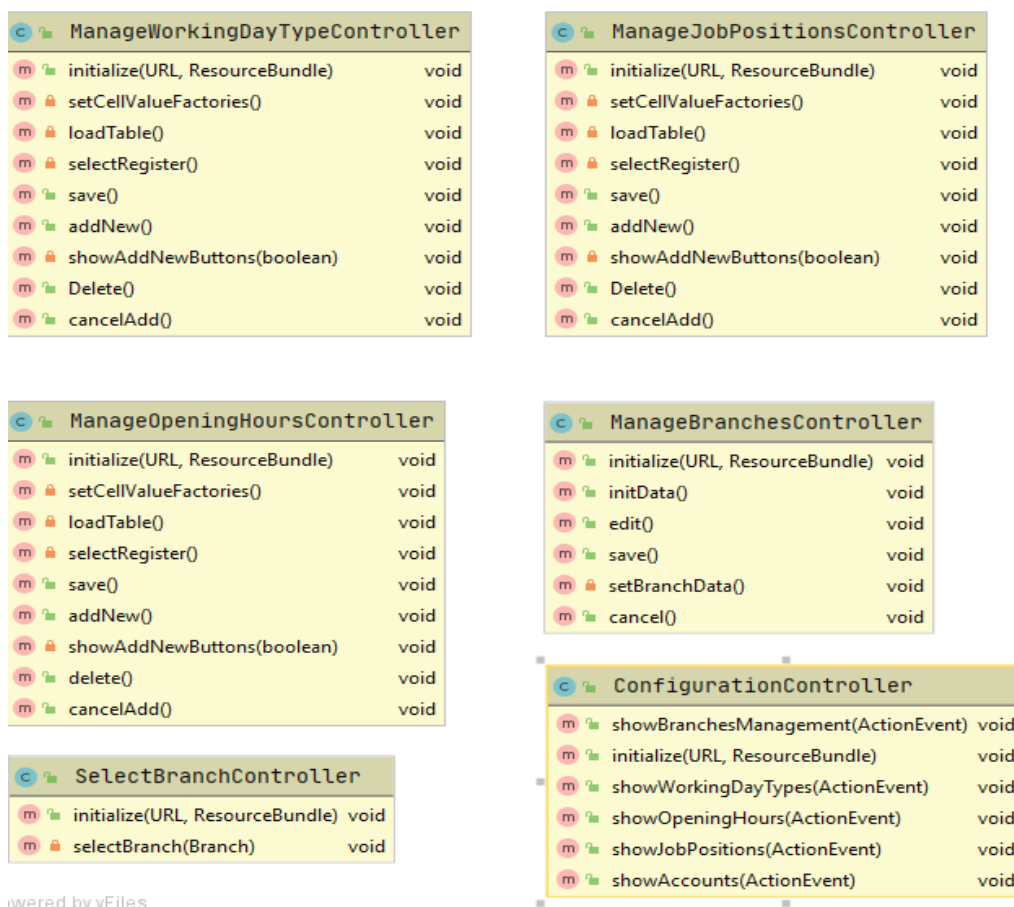 ManageWorkingDayTypeController
initialize(URL, ResourceBundle) void
setCellValueFactories() void
loadTable() void
selectRegister() void
save() void
addNew() void
showAddNewButtons(boolean) void
Delete() void
cancelAdd() void
ManageJobPositionsController
initialize(URL, ResourceBundle) void
setCellValueFactories() void
loadTable() void
selectRegister() void
save() void
addNew() void
showAddNewButtons(boolean) void
Delete() void
cancelAdd() void
ManageOpeningHoursController
initialize(URL, ResourceBundle) void
setCellValueFactories() void
loadTable() void
selectRegister() void
save() void
addNew() void
showAddNewButtons(boolean) void
delete() void
cancelAdd() void
ManageBranchesController
initialize(URL, ResourceBundle) void
initData() void
edit() void
save() void
setBranchData() void
cancel() void
SelectBranchController
initialize(URL, ResourceBundle) void
selectBranch(Branch) void
ConfigurationController
showBranchesManagement(ActionEvent) void
initialize(URL, ResourceBundle) void
showWorkingDayTypes(ActionEvent) void
showOpeningHours(ActionEvent) void
showJobPositions(ActionEvent) void
showAccounts(ActionEvent) void
wered by yFiles